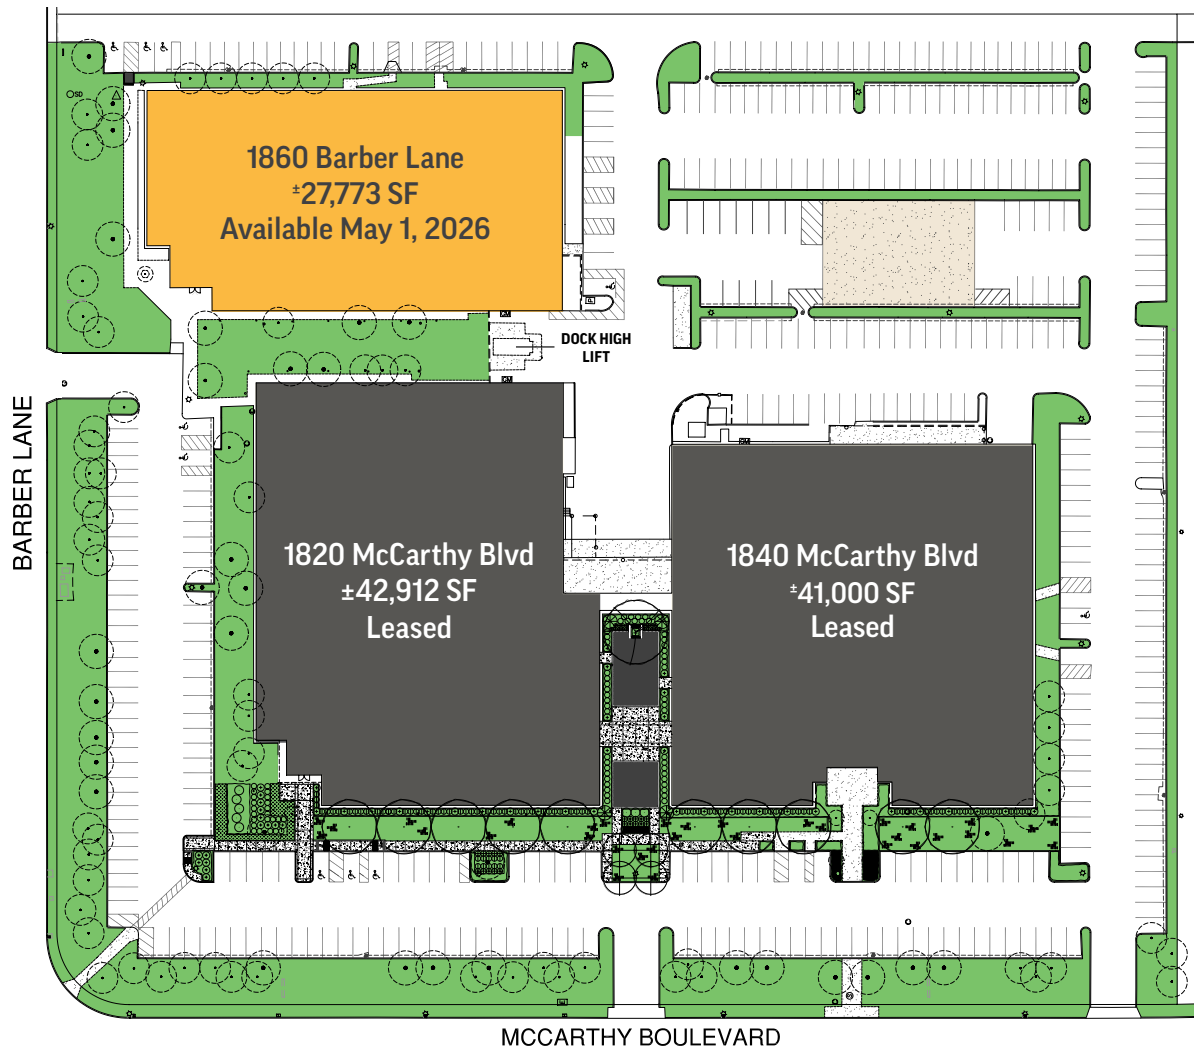 SD
1860 Barber Lane
±27,773 SF
Available May 1, 2026
DOCK HIGH
LIFT
BARBER LANE
1820 McCarthy Blvd
±42,912 SF
Leased
1840 McCarthy Blvd
±41,000 SF
Leased
MCCARTHY BOULEVARD